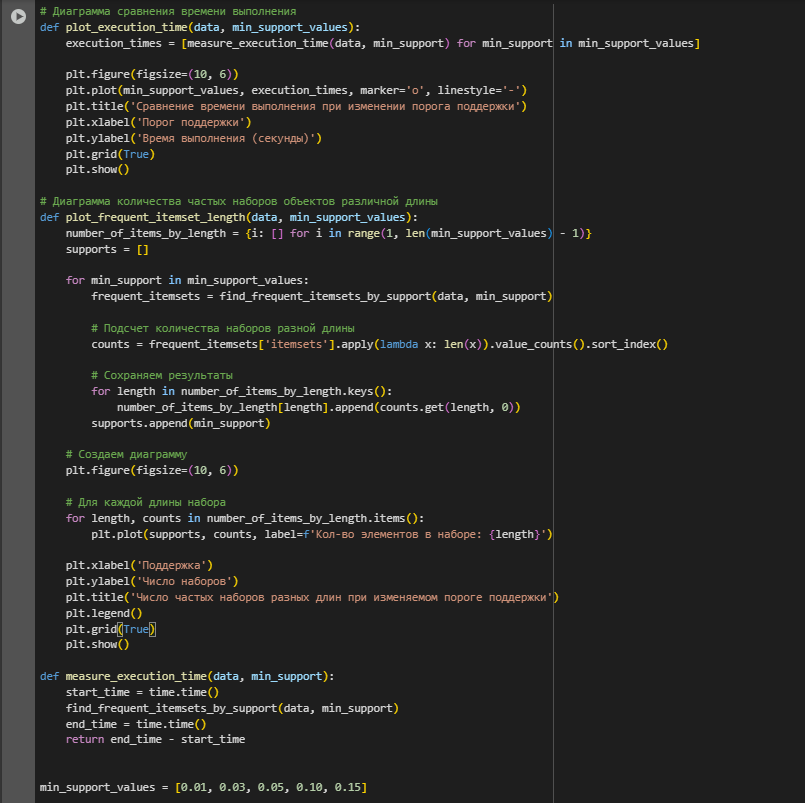 # Диаграмма сравнения времени выполнения
def plot_execution_time(data, min_support_values):
    execution_times = [measure_execution_time(data, min_support) for min_support in min_support_values]

    plt.figure(figsize=(10, 6))
    plt.plot(min_support_values, execution_times, marker='o', linestyle='-')
    plt.title('Сравнение времени выполнения при изменении порога поддержки')
    plt.xlabel('Порог поддержки')
    plt.ylabel('Время выполнения (секунды)')
    plt.grid(True)
    plt.show()

# Диаграмма количества частых наборов объектов различной длины
def plot_frequent_itemset_length(data, min_support_values):
    number_of_items_by_length = {i: [] for i in range(1, len(min_support_values) - 1)}
    supports = []

    for min_support in min_support_values:
        frequent_itemsets = find_frequent_itemsets_by_support(data, min_support)

        # Подсчет количества наборов разной длины
        counts = frequent_itemsets['itemsets'].apply(lambda x: len(x)).value_counts().sort_index()

        # Сохраняем результаты
        for length in number_of_items_by_length.keys():
            number_of_items_by_length[length].append(counts.get(length, 0))
        supports.append(min_support)

    # Создаем диаграмму
    plt.figure(figsize=(10, 6))

    # Для каждой длины набора
    for length, counts in number_of_items_by_length.items():
        plt.plot(supports, counts, label=f'Кол-во элементов в наборе: {length}')

    plt.xlabel('Поддержка')
    plt.ylabel('Число наборов')
    plt.title('Число частых наборов разных длин при изменяемом пороге поддержки')
    plt.legend()
    plt.grid(True)
    plt.show()

def measure_execution_time(data, min_support):
    start_time = time.time()
    find_frequent_itemsets_by_support(data, min_support)
    end_time = time.time()
    return end_time - start_time


min_support_values = [0.01, 0.03, 0.05, 0.10, 0.15]